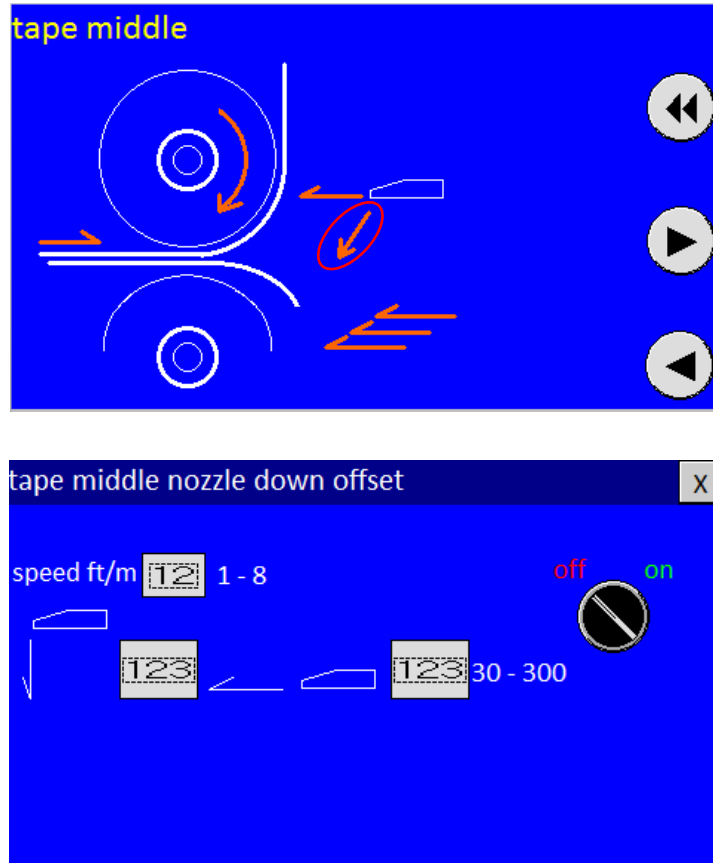 tape middle
tape middle nozzle down offset X
speed ft/m 12 1 - 8 off on
123 123 30 - 300